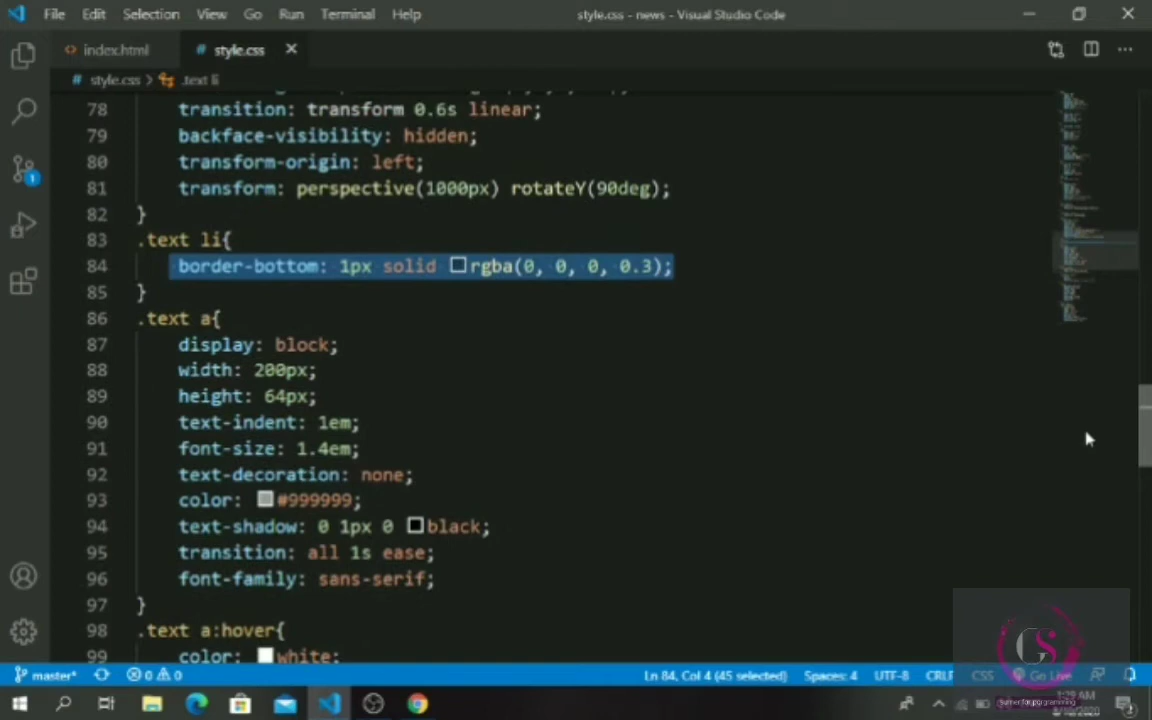 File Edit Selection View Go Run Terminal Help style.css - news - Visual Studio Code
index.html # style.css
# style.css > .text li
78 transition: transform 0.6s linear;
79 backface-visibility: hidden;
80 transform-origin: left;
81 transform: perspective(1000px) rotateY(90deg);
82 }
83 .text li{
84 border-bottom: 1px solid rgba(0, 0, 0, 0.3);
85 }
86 .text a{
87 display: block;
88 width: 200px;
89 height: 64px;
90 text-indent: 1em;
91 font-size: 1.4em;
92 text-decoration: none;
93 color: #999999;
94 text-shadow: 0 1px 0 black;
95 transition: all 1s ease;
96 font-family: sans-serif;
97 }
98 .text a:hover{
99 color: white;
1
GS
master* 0 0 Ln 84, Col 4 (45 selected) Spaces: 4 UTF-8 CRLF CSS Go Live